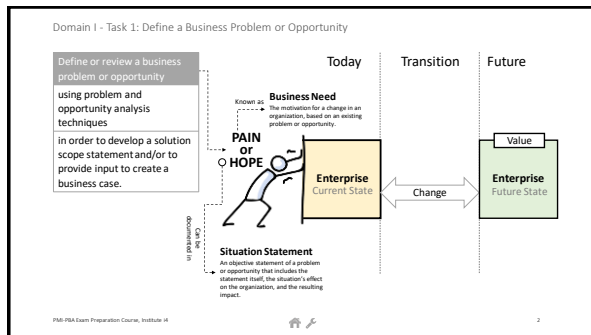 Domain I - Task 1: Define a Business Problem or Opportunity
Define or review a business
problem or opportunity
using problem and
opportunity analysis
techniques
in order to develop a solution
scope statement and/or to
provide input to create a
business case.
Today
Transition
Future
Known as
Business Need
The motivation for a change in an
organization, based on an existing
problem or opportunity.
PAIN
or
HOPE
Enterprise
Current State
Change
Value
Enterprise
Future State
Can be
documented in
Situation Statement
An objective statement of a problem
or opportunity that includes the
statement itself, the situation's effect
on the organization, and the resulting
impact.
PMI-PBA Exam Preparation Course, Institute i4
2